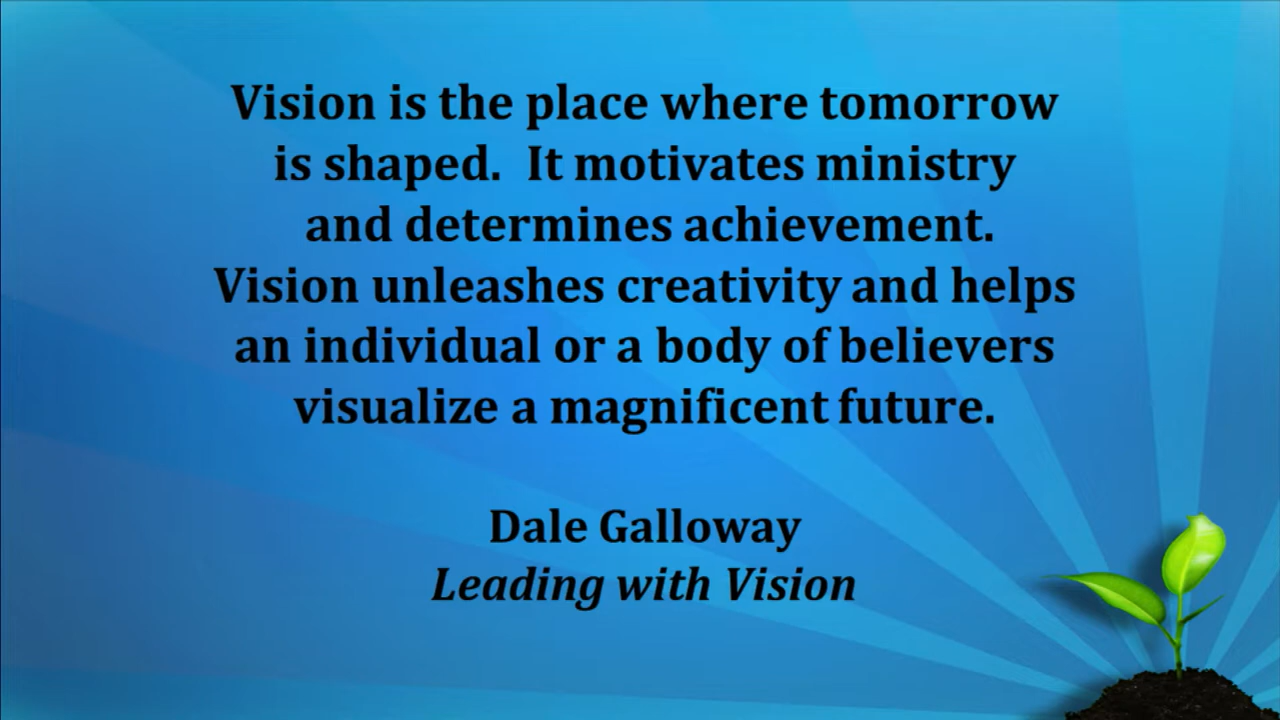 Vision is the place where tomorrow
is shaped.  It motivates ministry
and determines achievement.
Vision unleashes creativity and helps
an individual or a body of believers
visualize a magnificent future.
Dale Galloway
Leading with Vision